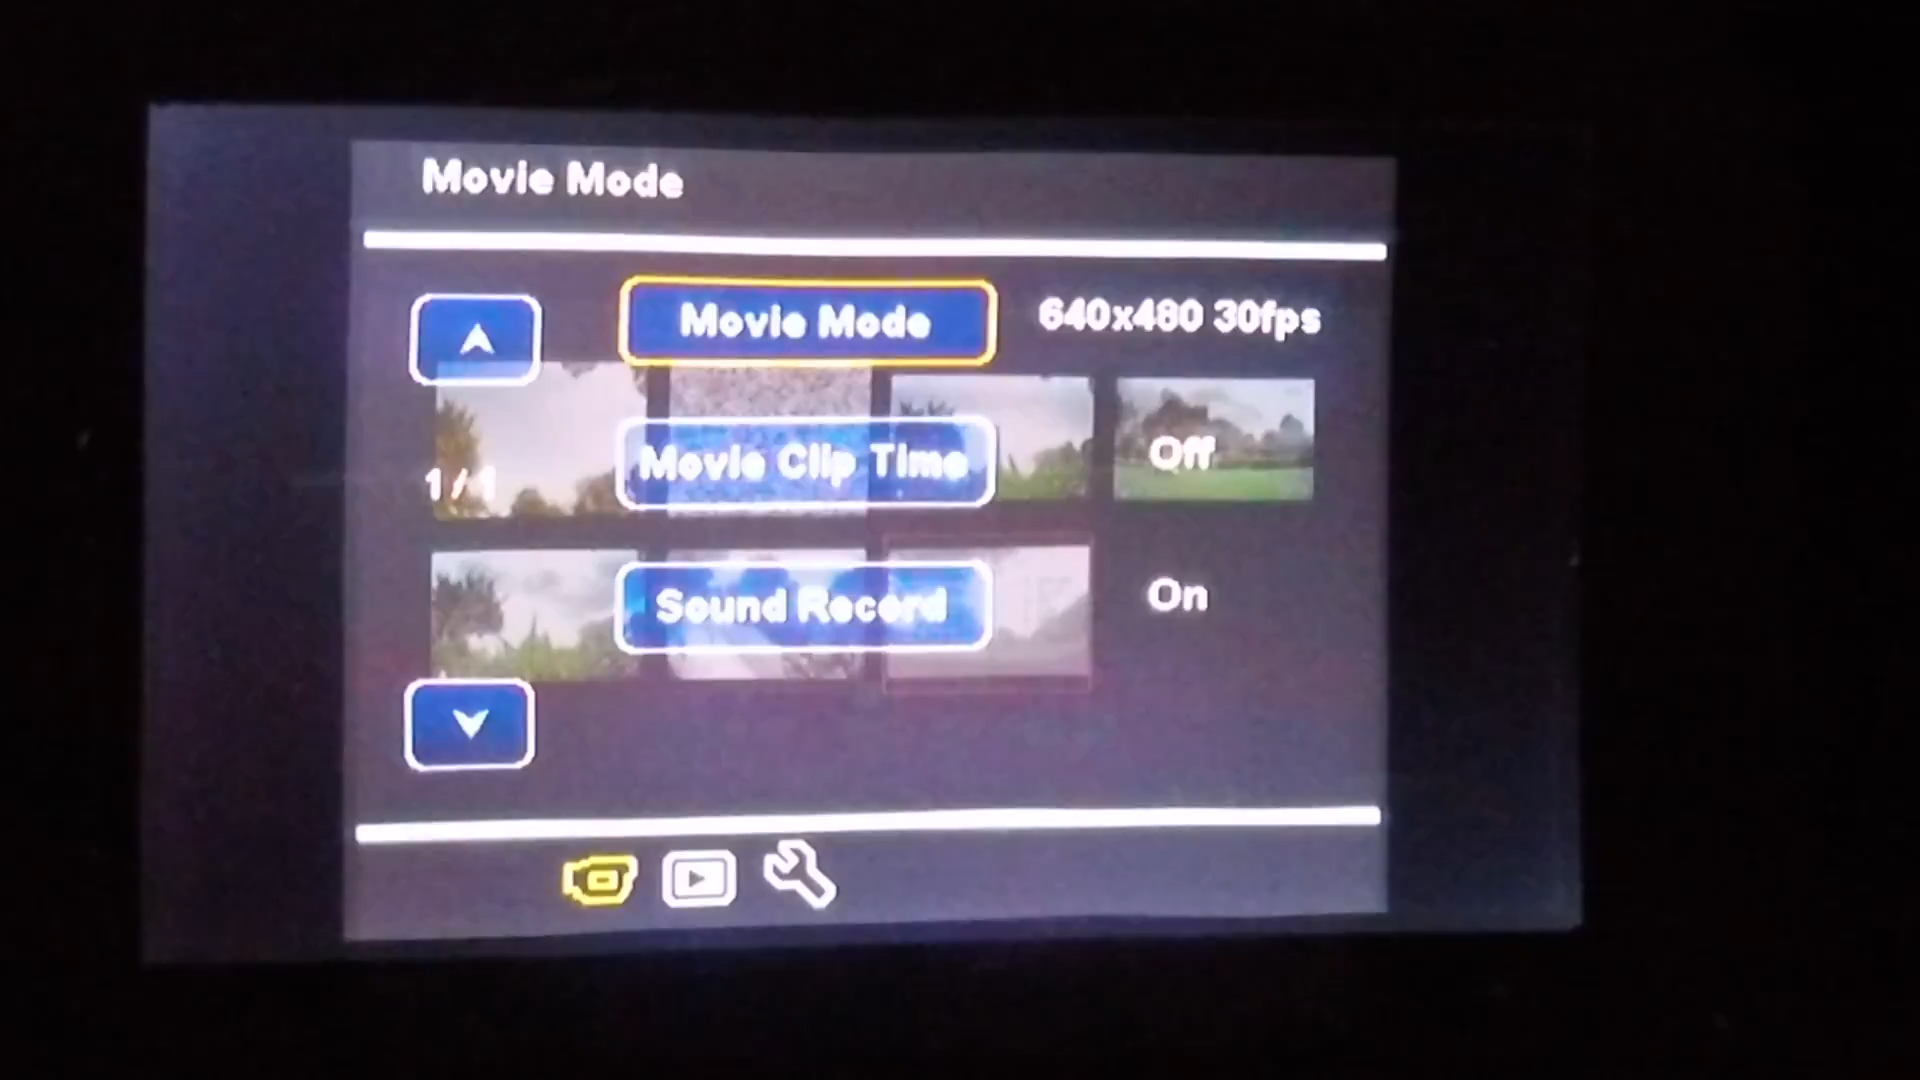 Movie Mode
Movie Mode 640x480 30fps
Movie Clip Time Off
1/1
Sound Record On